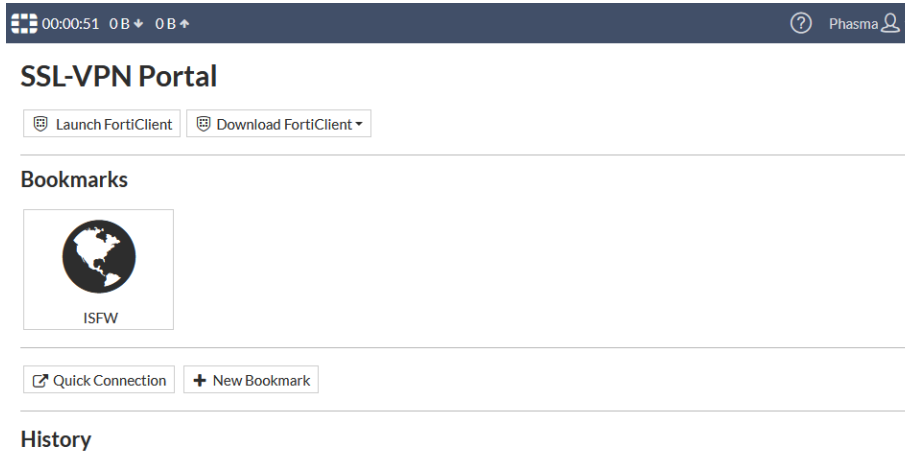 00:00:51 0 B 0 B ? Phasma
SSL-VPN Portal
Launch FortiClient Download FortiClient
Bookmarks
ISFW
Quick Connection + New Bookmark
History